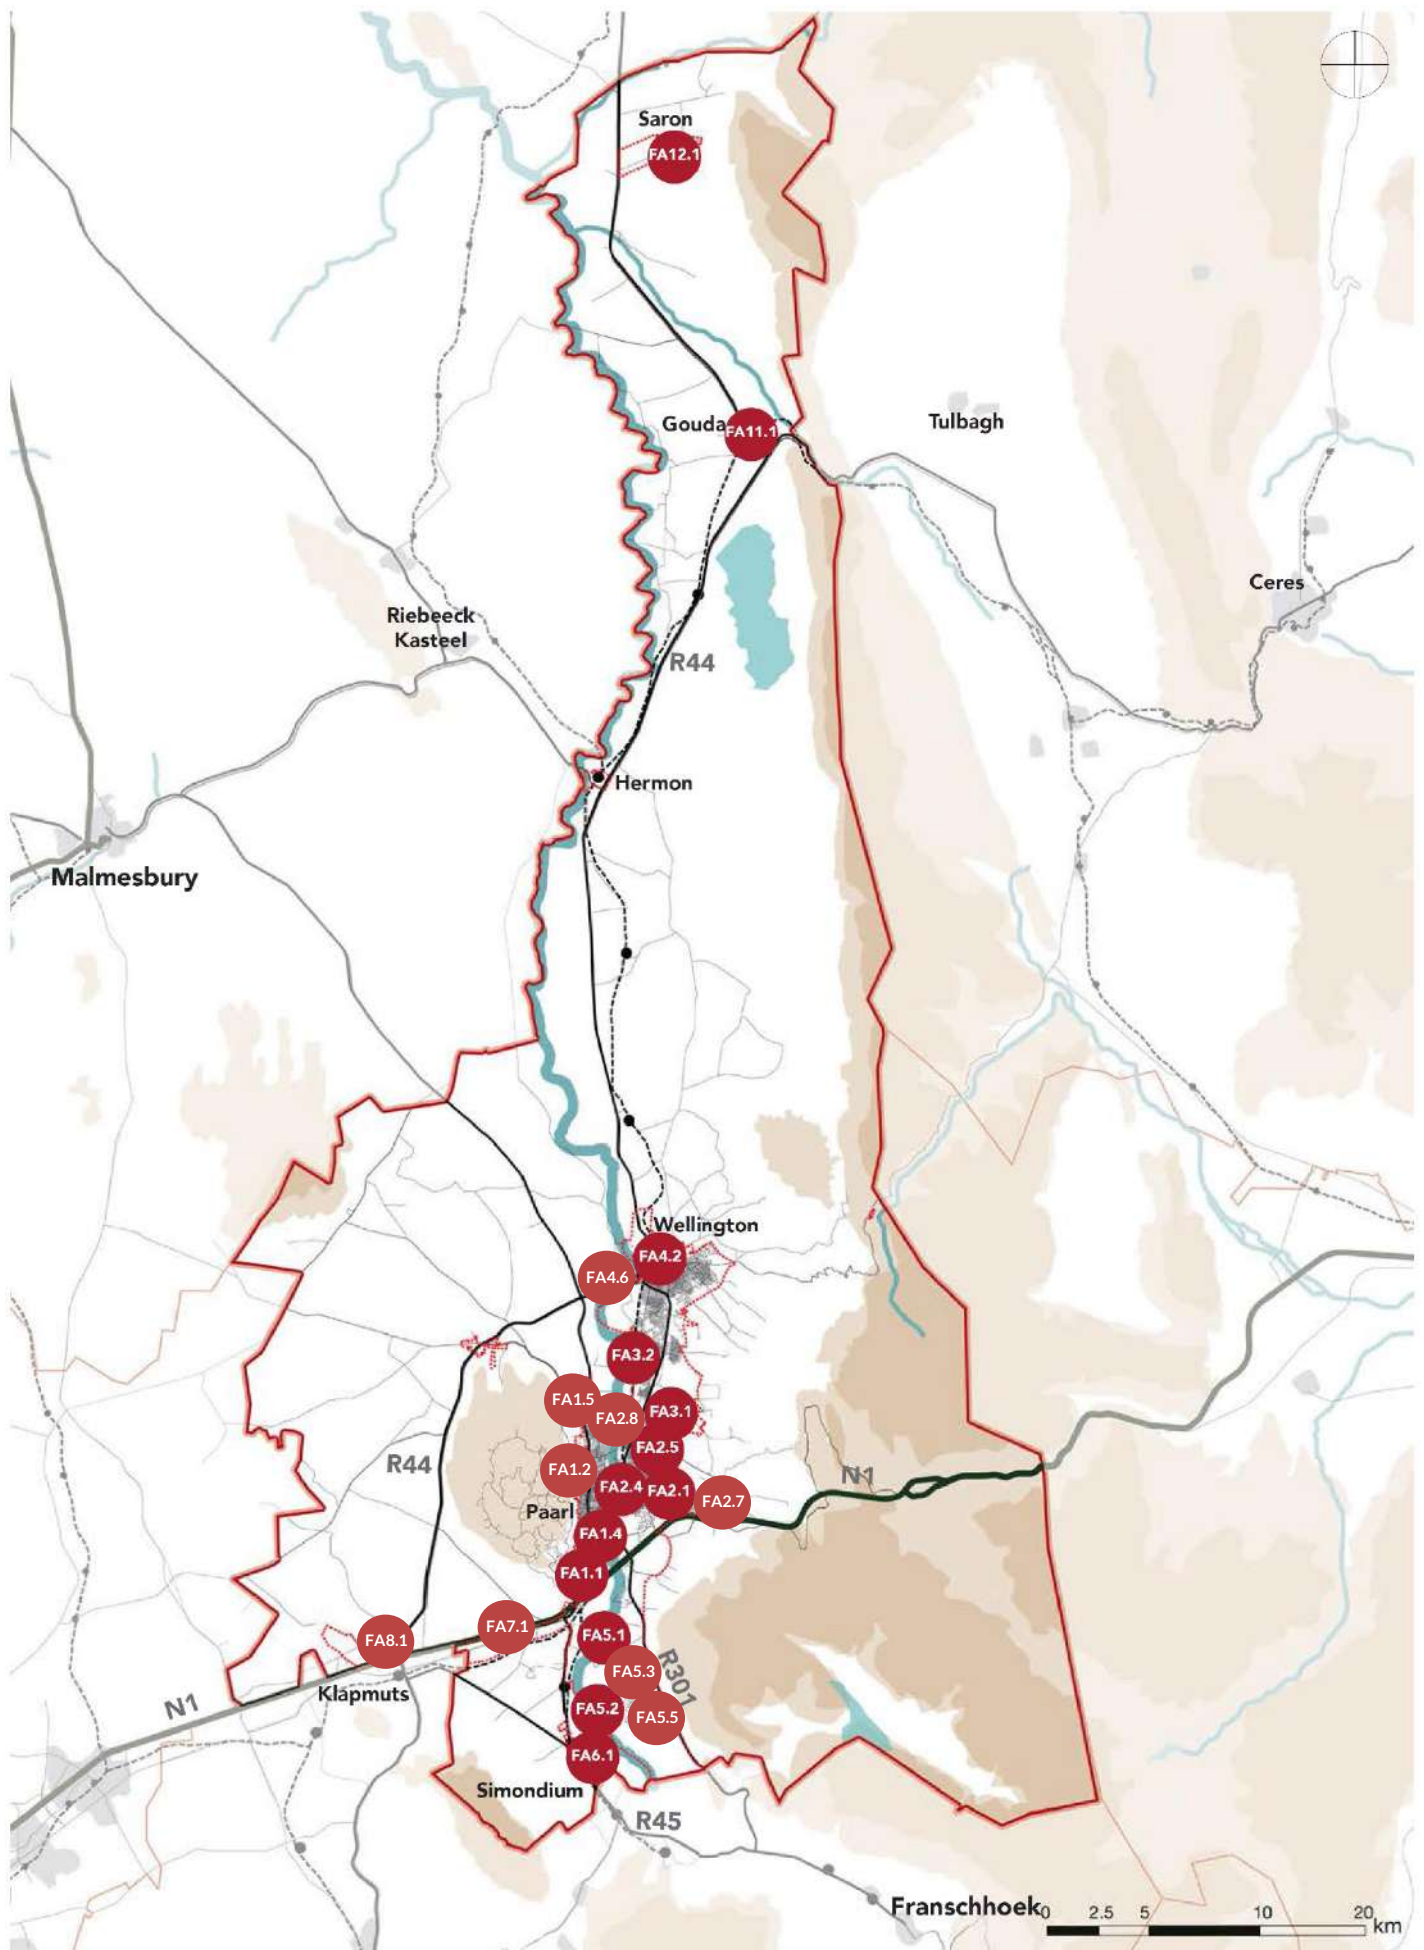 Saron
FA12.1
Gouda
FA11.1
Tulbagh
Ceres
Riebeeck
Kasteel
R44
Hermon
Malmesbury
Wellington
FA4.2
FA4.6
FA3.2
FA1.5
FA2.8
FA3.1
FA2.5
R44
FA1.2
FA2.4
FA2.1
FA2.7
N1
Paarl
FA1.4
FA1.1
FA7.1
FA8.1
FA5.1
FA5.3
R301
Klapmuts
N1
FA5.2
FA5.5
FA6.1
Simondium
R45
Franschhoek
0 2.5 5 10 20
km